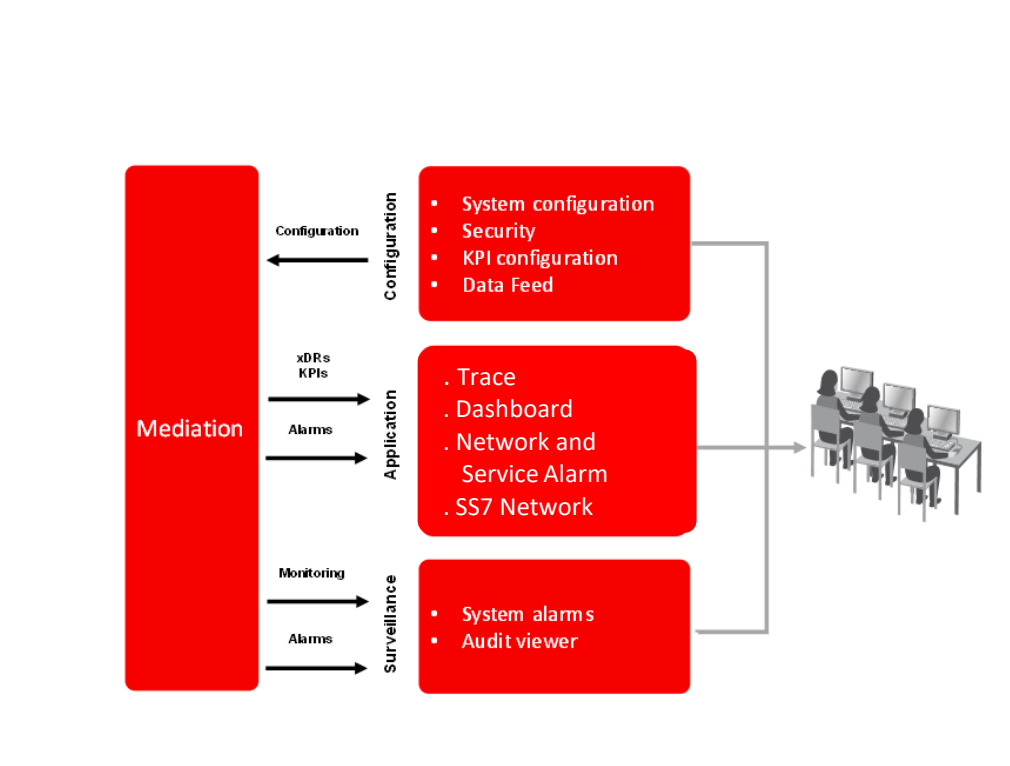 Mediation
Configuration
Configuration
• System configuration
• Security
• KPI configuration
• Data Feed
xDRs
KPIs
Alarms
Application
. Trace
. Dashboard
. Network and
Service Alarm
. SS7 Network
Monitoring
Alarms
Surveillance
• System alarms
• Audit viewer